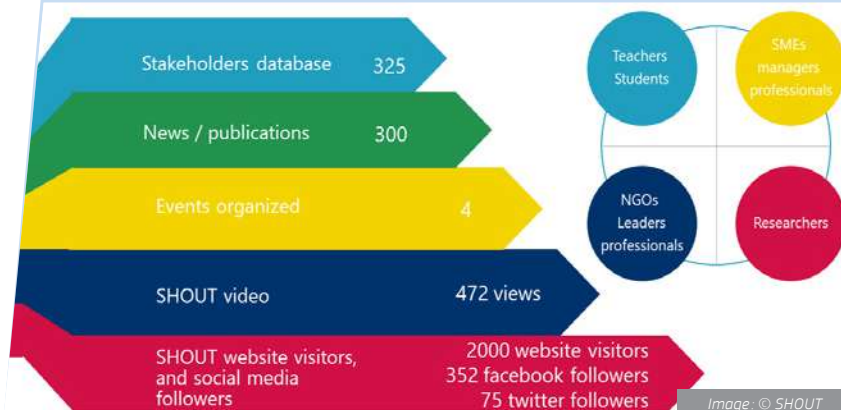 Stakeholders database 325
News / publications 300
Events organized 4
SHOUT video 472 views
SHOUT website visitors,
and social media
followers
2000 website visitors
352 facebook followers
75 twitter followers
Teachers
Students
SMEs
managers
professionals
NGOs
Leaders
professionals
Researchers
Image: © SHOUT